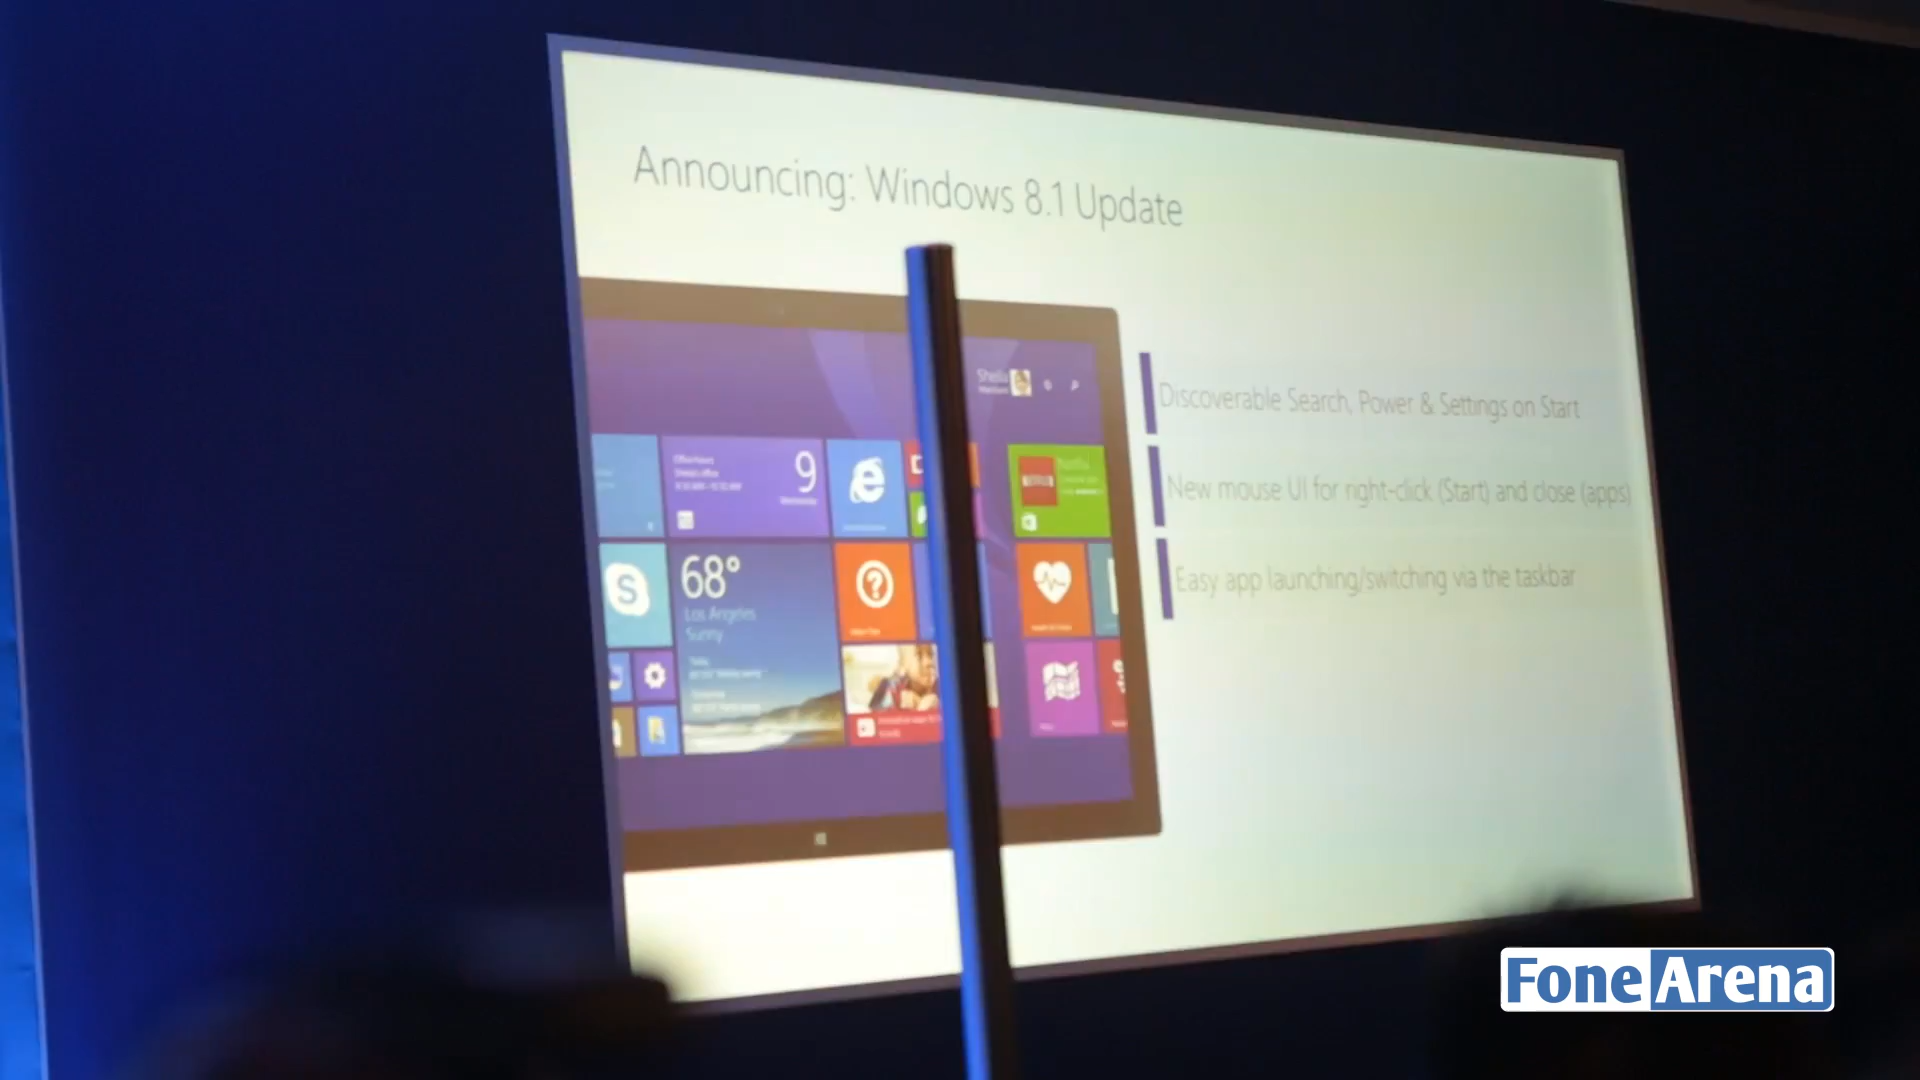 Announcing: Windows 8.1 Update
Sheila
9
Discoverable Search, Power & Settings on Start
New mouse UI for right-click (Start) and close (apps)
Easy app launching/switching via the taskbar
68°
Los Angeles
Sunny
FoneArena